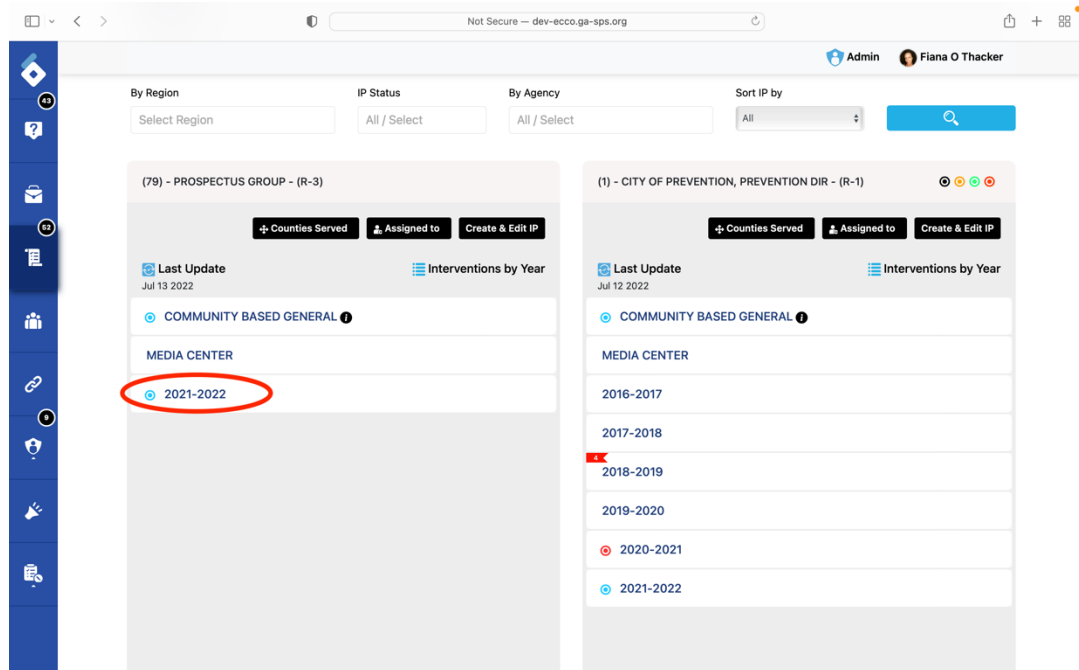 Not Secure — dev-ecco.ga-sps.org
Admin
Fiana O Thacker
43
52
9
By Region
IP Status
By Agency
Sort IP by
Select Region
All / Select
All / Select
All
(79) - PROSPECTUS GROUP - (R-3)
Counties Served
Assigned to
Create & Edit IP
Last Update
Interventions by Year
Jul 13 2022
COMMUNITY BASED GENERAL
MEDIA CENTER
2021-2022
(1) - CITY OF PREVENTION, PREVENTION DIR - (R-1)
Counties Served
Assigned to
Create & Edit IP
Last Update
Interventions by Year
Jul 12 2022
COMMUNITY BASED GENERAL
MEDIA CENTER
2016-2017
2017-2018
4
2018-2019
2019-2020
2020-2021
2021-2022